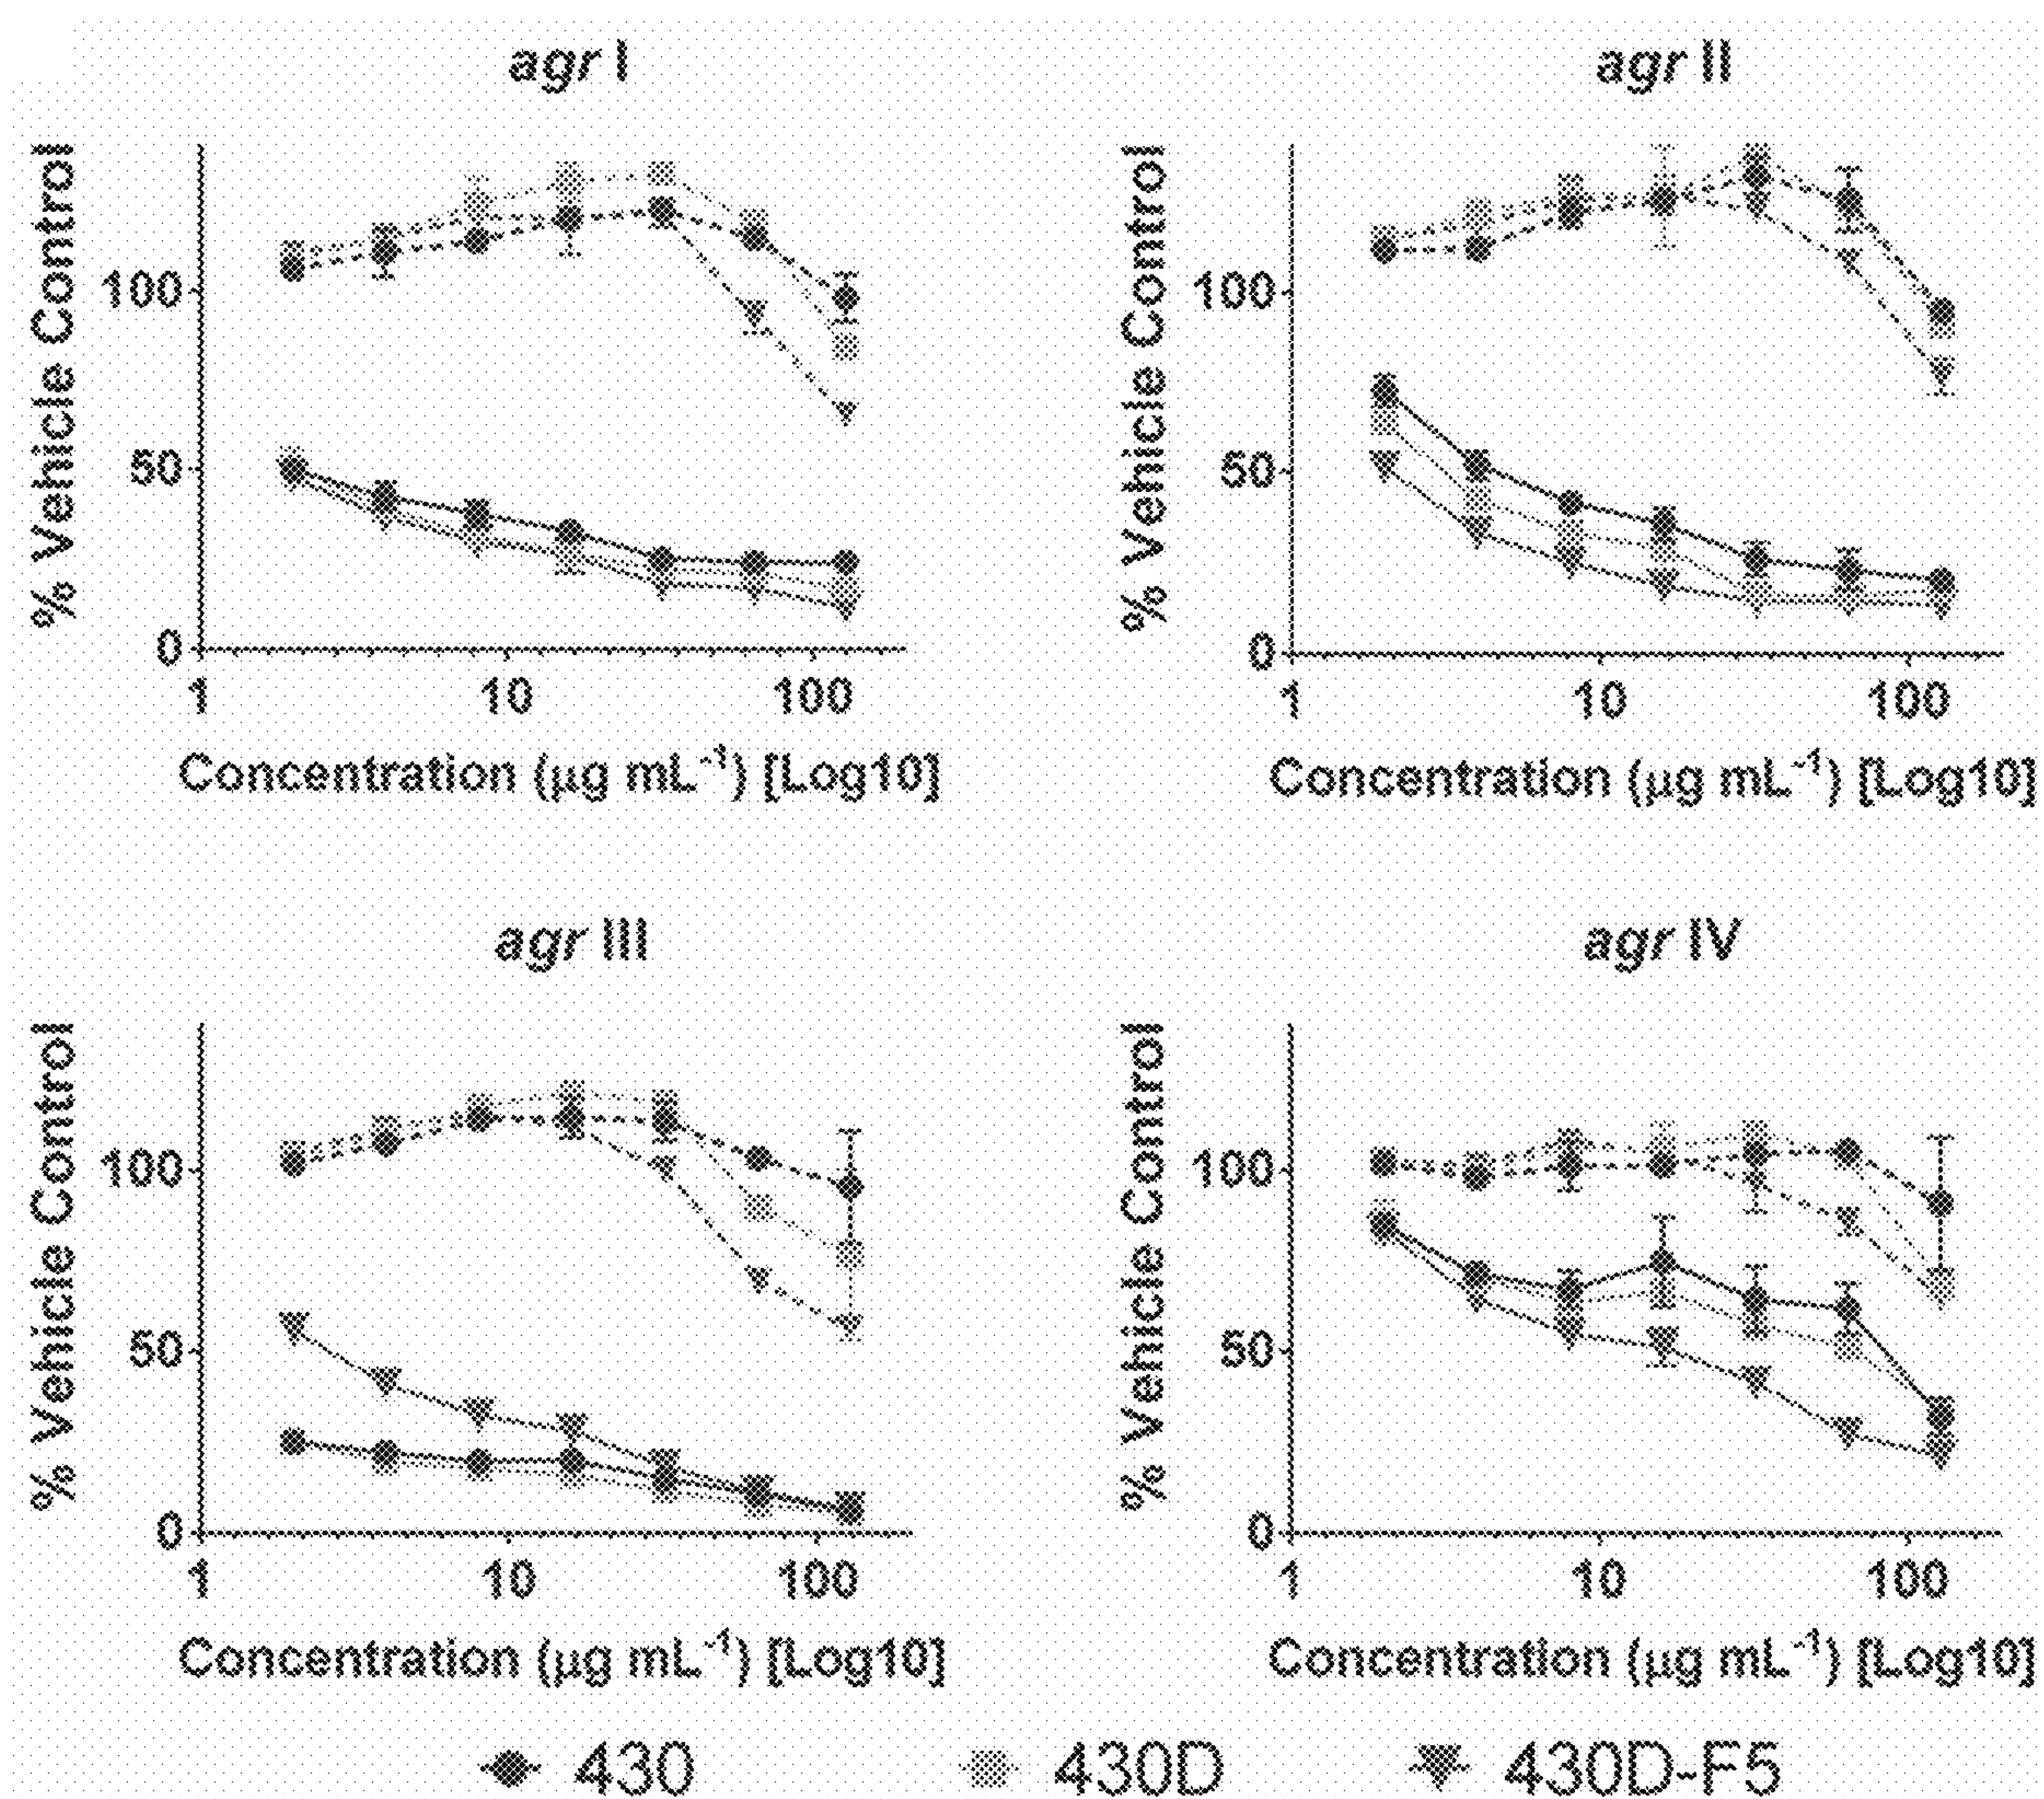 agr I
% Vehicle Control
100
50
0
1 10 100
Concentration (µg mL-1) [Log10]
agr II
% Vehicle Control
100
50
0
1 10 100
Concentration (µg mL-1) [Log10]
agr III
% Vehicle Control
100
50
0
1 10 100
Concentration (µg mL-1) [Log10]
agr IV
% Vehicle Control
100
50
0
1 10 100
Concentration (µg mL-1) [Log10]
430 430D 430D-F5